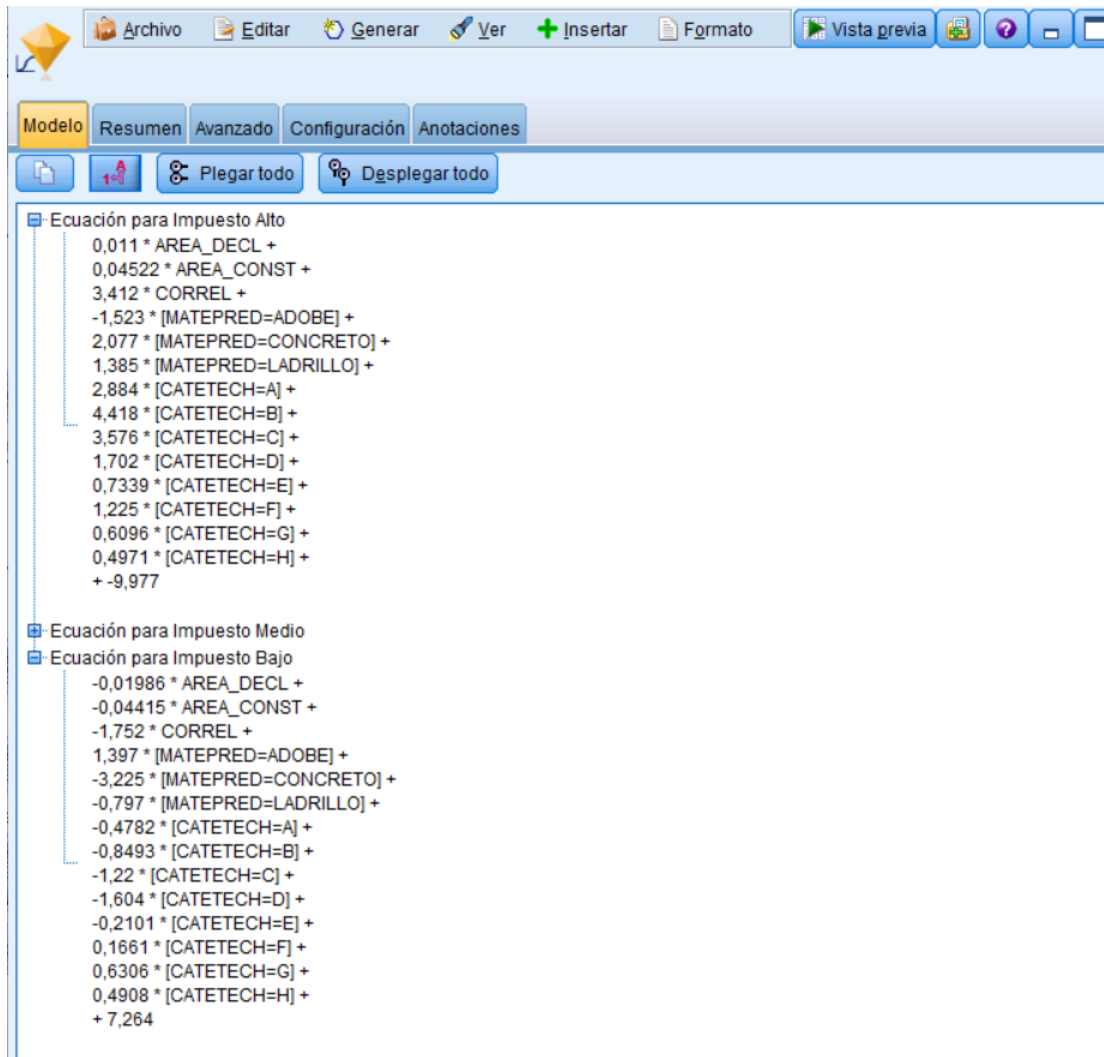 Archivo Editar Generar Ver Insertar Formato Vista previa
Modelo Resumen Avanzado Configuración Anotaciones
Plegar todo Desplegar todo
Ecuación para Impuesto Alto
0,011 * AREA_DECL +
0,04522 * AREA_CONST +
3,412 * CORREL +
-1,523 * [MATEPRED=ADOBE] +
2,077 * [MATEPRED=CONCRETO] +
1,385 * [MATEPRED=LADRILLO] +
2,884 * [CATETECH=A] +
4,418 * [CATETECH=B] +
3,576 * [CATETECH=C] +
1,702 * [CATETECH=D] +
0,7339 * [CATETECH=E] +
1,225 * [CATETECH=F] +
0,6096 * [CATETECH=G] +
0,4971 * [CATETECH=H] +
+ -9,977
Ecuación para Impuesto Medio
Ecuación para Impuesto Bajo
-0,01986 * AREA_DECL +
-0,04415 * AREA_CONST +
-1,752 * CORREL +
1,397 * [MATEPRED=ADOBE] +
-3,225 * [MATEPRED=CONCRETO] +
-0,797 * [MATEPRED=LADRILLO] +
-0,4782 * [CATETECH=A] +
-0,8493 * [CATETECH=B] +
-1,22 * [CATETECH=C] +
-1,604 * [CATETECH=D] +
-0,2101 * [CATETECH=E] +
0,1661 * [CATETECH=F] +
0,6306 * [CATETECH=G] +
0,4908 * [CATETECH=H] +
+ 7,264